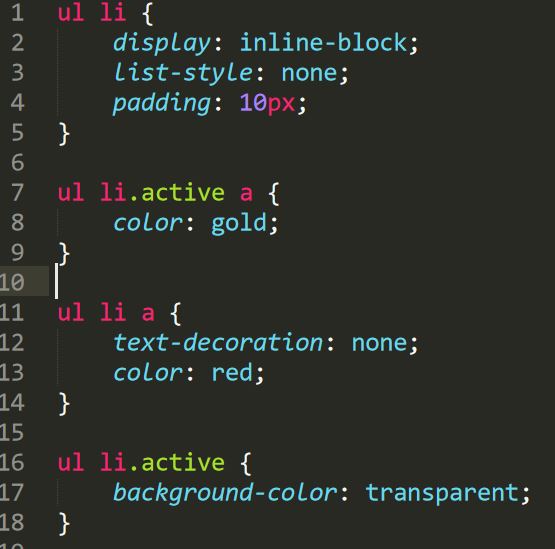 1 ul li {
2 display: inline-block;
3 list-style: none;
4 padding: 10px;
5 }
6
7 ul li.active a {
8 color: gold;
9 }
10
11 ul li a {
12 text-decoration: none;
13 color: red;
14 }
15
16 ul li.active {
17 background-color: transparent;
18 }